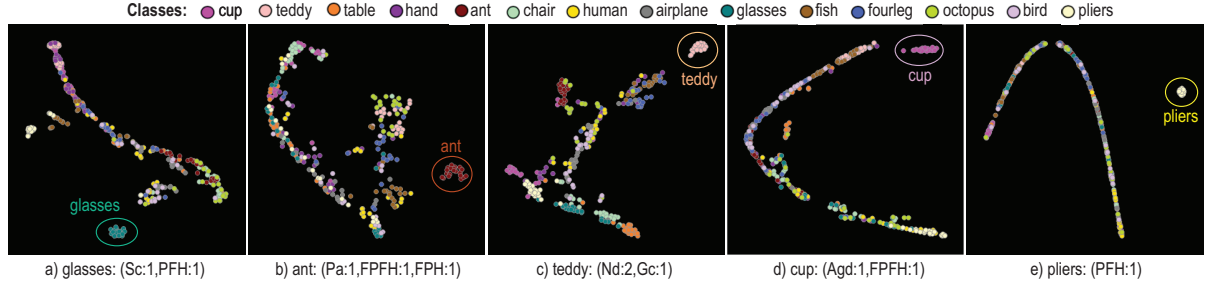 Classes: cup teddy table hand ant chair human airplane glasses fish fourleg octopus bird pliers
glasses
ant
teddy
cup
pliers
a) glasses: (Sc:1,PFH:1)
b) ant: (Pa:1,FPFH:1,FPH:1)
c) teddy: (Nd:2,Gc:1)
d) cup: (Agd:1,FPFH:1)
e) pliers: (PFH:1)